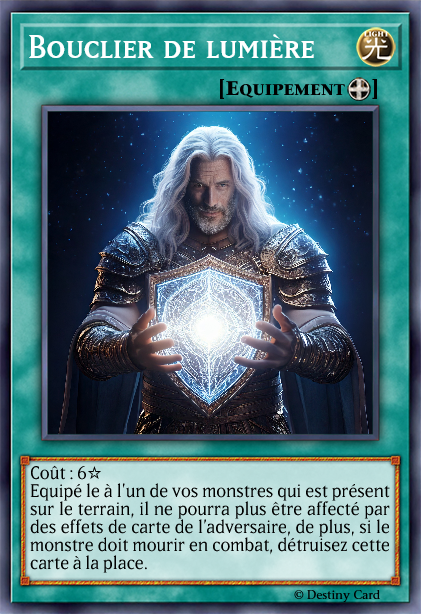 Bouclier de lumière
LIGHT
光
[Equipement]
Coût : 6☆
Equipé le à l'un de vos monstres qui est présent
sur le terrain, il ne pourra plus être affecté par
des effets de carte de l'adversaire, de plus, si le
monstre doit mourir en combat, détruisez cette
carte à la place.
© Destiny Card